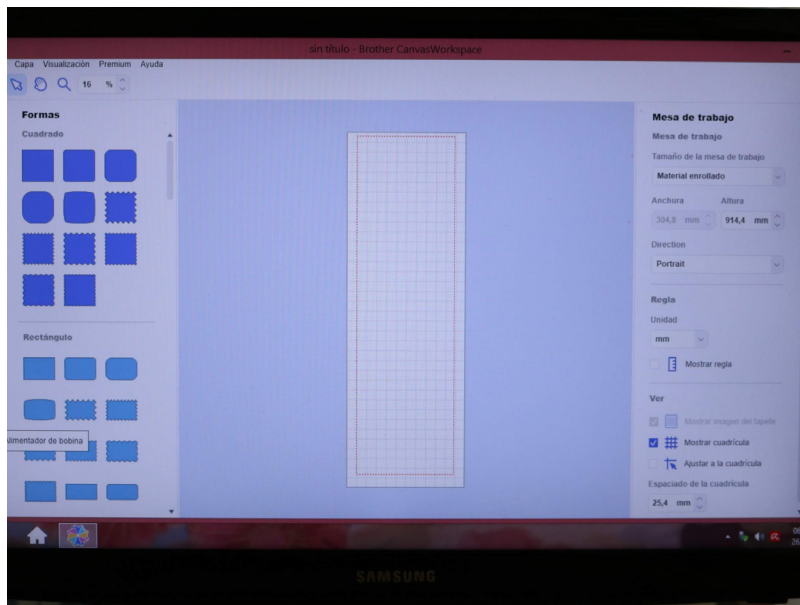 sin título - Brother CanvasWorkspace
Capa Visualización Premium Ayuda
16 %
Formas
Cuadrado
Rectángulo
Alimentador de bobina
Mesa de trabajo
Mesa de trabajo
Tamaño de la mesa de trabajo
Material enrollado
Anchura Altura
304,8 mm 914,4 mm
Direction
Portrait
Regla
Unidad
mm
Mostrar regla
Ver
Mostrar imagen del tapete
Mostrar cuadrícula
Ajustar a la cuadrícula
Espaciado de la cuadrícula
25,4 mm
SAMSUNG